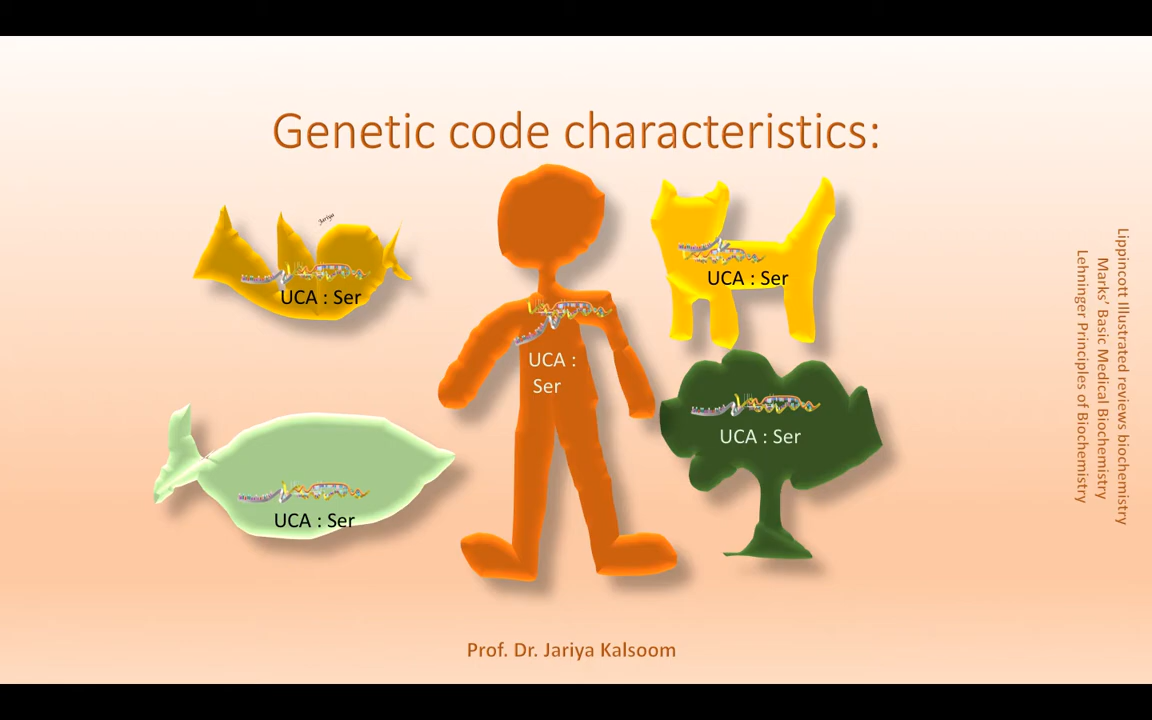 Genetic code characteristics:
Jariya
UCA : Ser
UCA : Ser
UCA :
Ser
UCA : Ser
UCA : Ser
Lippincott Illustrated reviews biochemistry
Marks’ Basic Medical Biochemistry
Lehninger Principles of Biochemistry
Prof. Dr. Jariya Kalsoom